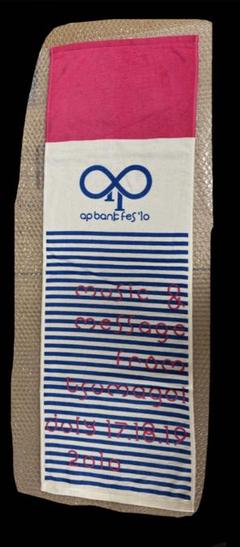 ap bank fes '10
music &
message
from
tsumagoi
july 17.18.19
2010